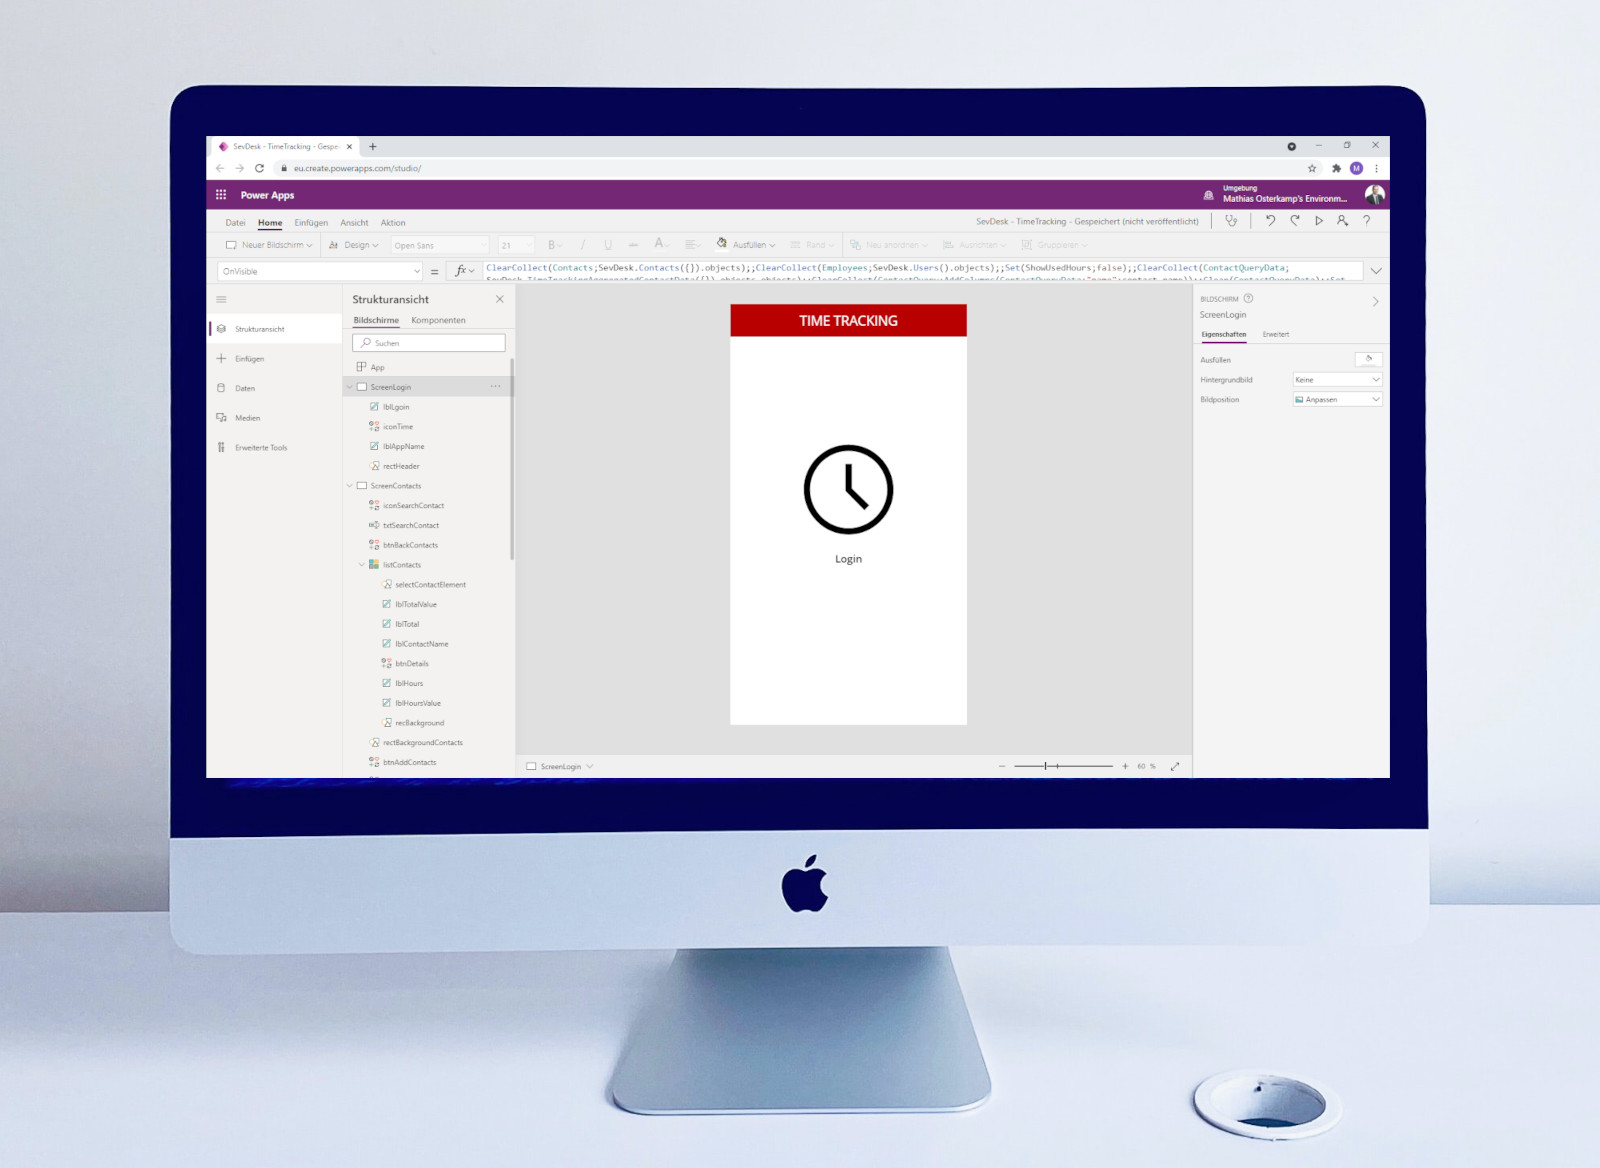 SevDesk - TimeTracking - Gespei
eu.create.powerapps.com/studio/
M
Power Apps
Umgebung
Mathias Osterkamp's Environm...
Datei Home Einfügen Ansicht Aktion
SevDesk - TimeTracking - Gespeichert (nicht veröffentlicht)
Neuer Bildschirm Design Open Sans 21 B / U A Ausfüllen Rand Neu anordnen Ausrichten Gruppieren
OnVisible = fx ClearCollect(Contacts;SevDesk.Contacts({}).objects);;ClearCollect(Employees;SevDesk.Users().objects);;Set(ShowUsedHours;false);;ClearCollect(ContactQueryData;
Strukturansicht
Einfügen
Daten
Medien
Erweiterte Tools
Strukturansicht
Bildschirme Komponenten
Suchen
App
ScreenLogin
lblLgoin
iconTime
lblAppName
rectHeader
ScreenContacts
iconSearchContact
txtSearchContact
btnBackContacts
listContacts
selectContactElement
lblTotalValue
lblTotal
lblContactName
btnDetails
lblHours
lblHoursValue
recBackground
rectBackgroundContacts
btnAddContacts
TIME TRACKING
Login
ScreenLogin
60 %
BILDSCHIRM
ScreenLogin
Eigenschaften Erweitert
Ausfüllen
Hintergrundbild Keine
Bildposition Anpassen